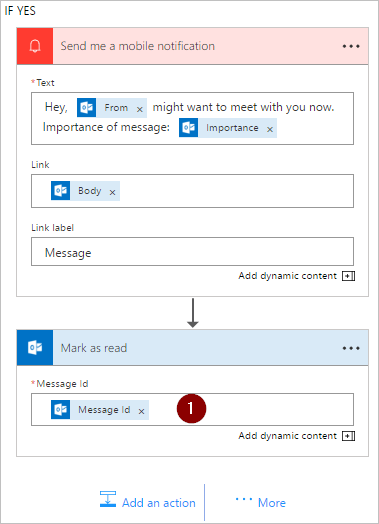 IF YES
Send me a mobile notification
*Text
Hey, From × might want to meet with you now.
Importance of message: Importance ×
Link
Body ×
Link label
Message
Add dynamic content
Mark as read
*Message Id
Message Id × 1
Add dynamic content
Add an action ··· More